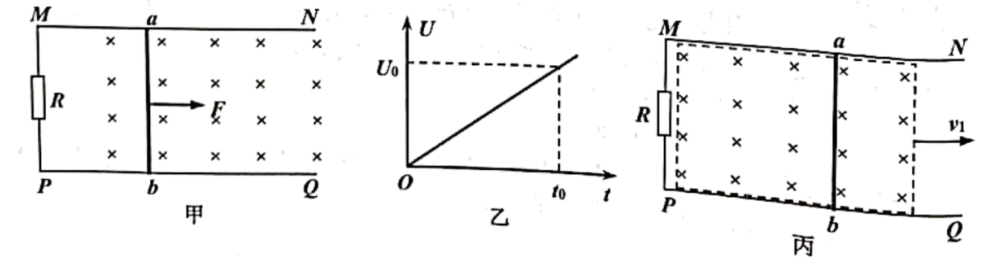 M a N
R F
P b Q
甲
U
U₀
O t₀ t
乙
M a N
R v₁
P b Q
丙